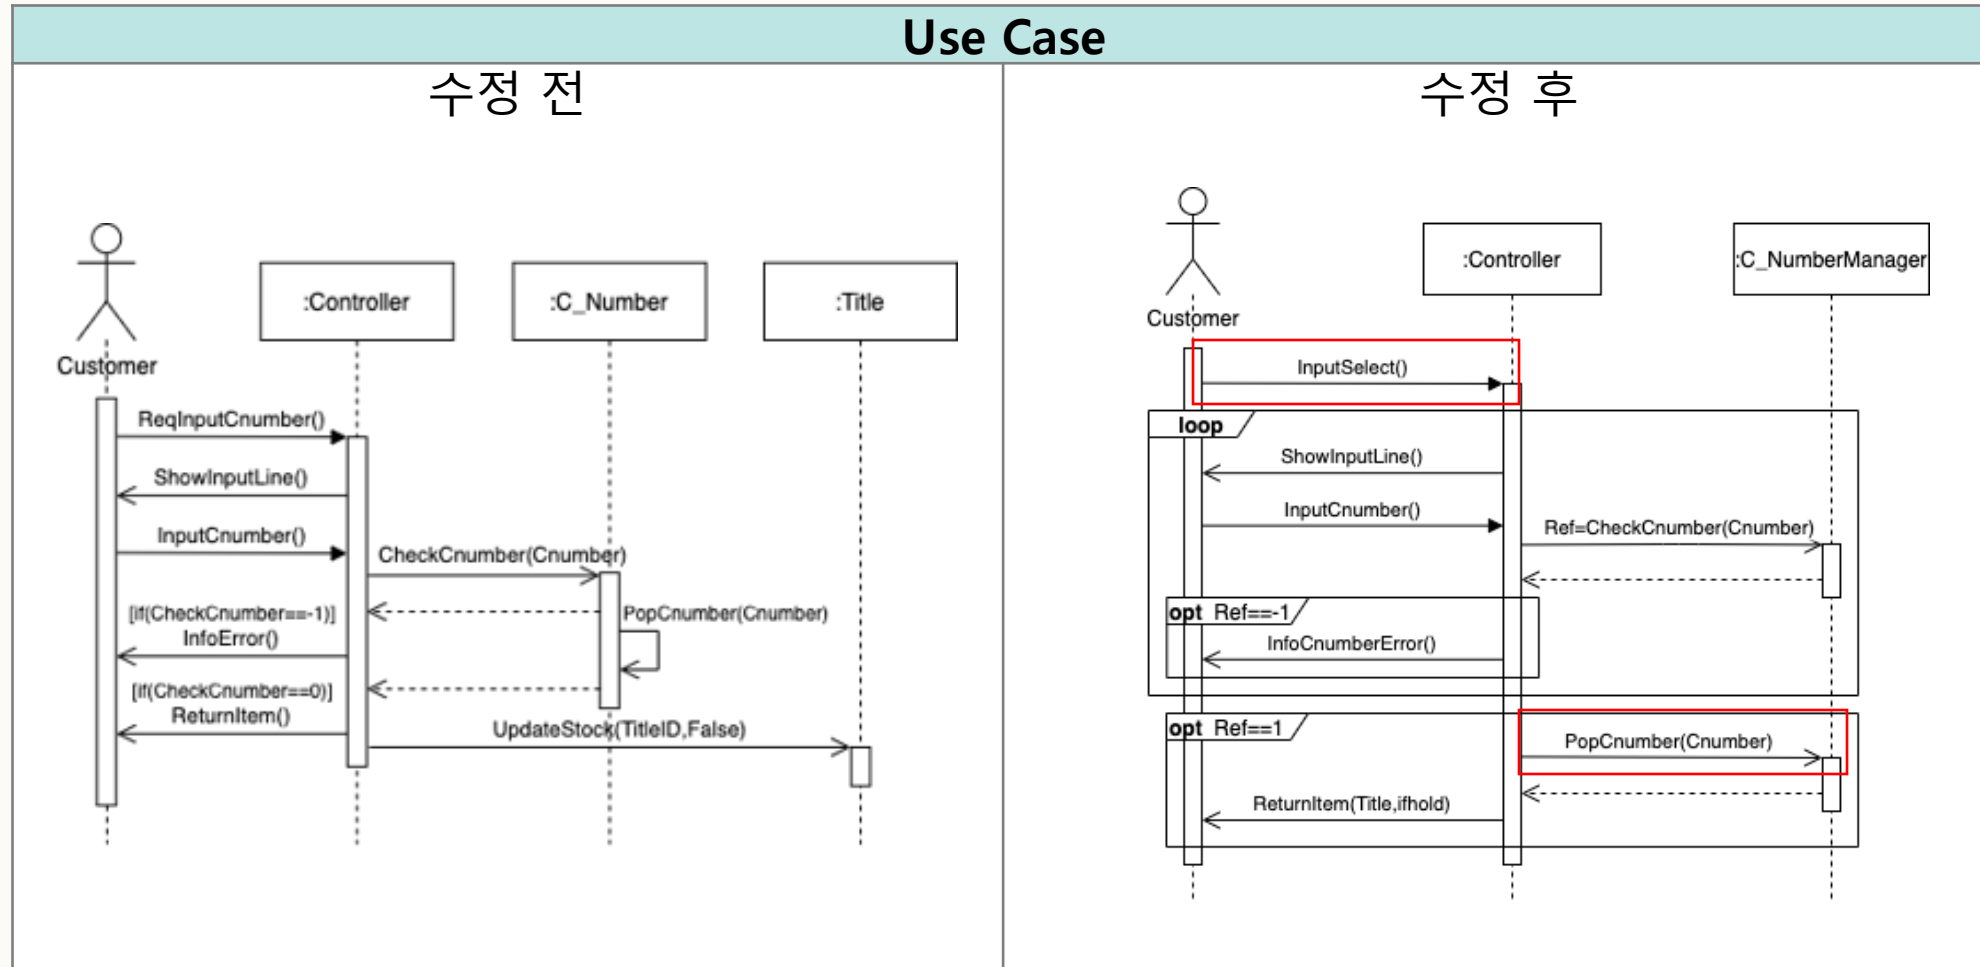 Use Case
수정 전
수정 후
:Controller
:C_Number
:Title
Customer
ReqInputCnumber()
ShowInputLine()
InputCnumber()
CheckCnumber(Cnumber)
[if(CheckCnumber==-1)]
InfoError()
PopCnumber(Cnumber)
[if(CheckCnumber==0)]
ReturnItem()
UpdateStock(TitleID,False)
:Controller
:C_NumberManager
Customer
InputSelect()
loop
ShowInputLine()
InputCnumber()
Ref=CheckCnumber(Cnumber)
opt Ref==-1
InfoCnumberError()
opt Ref==1
PopCnumber(Cnumber)
ReturnItem(Title,ifhold)